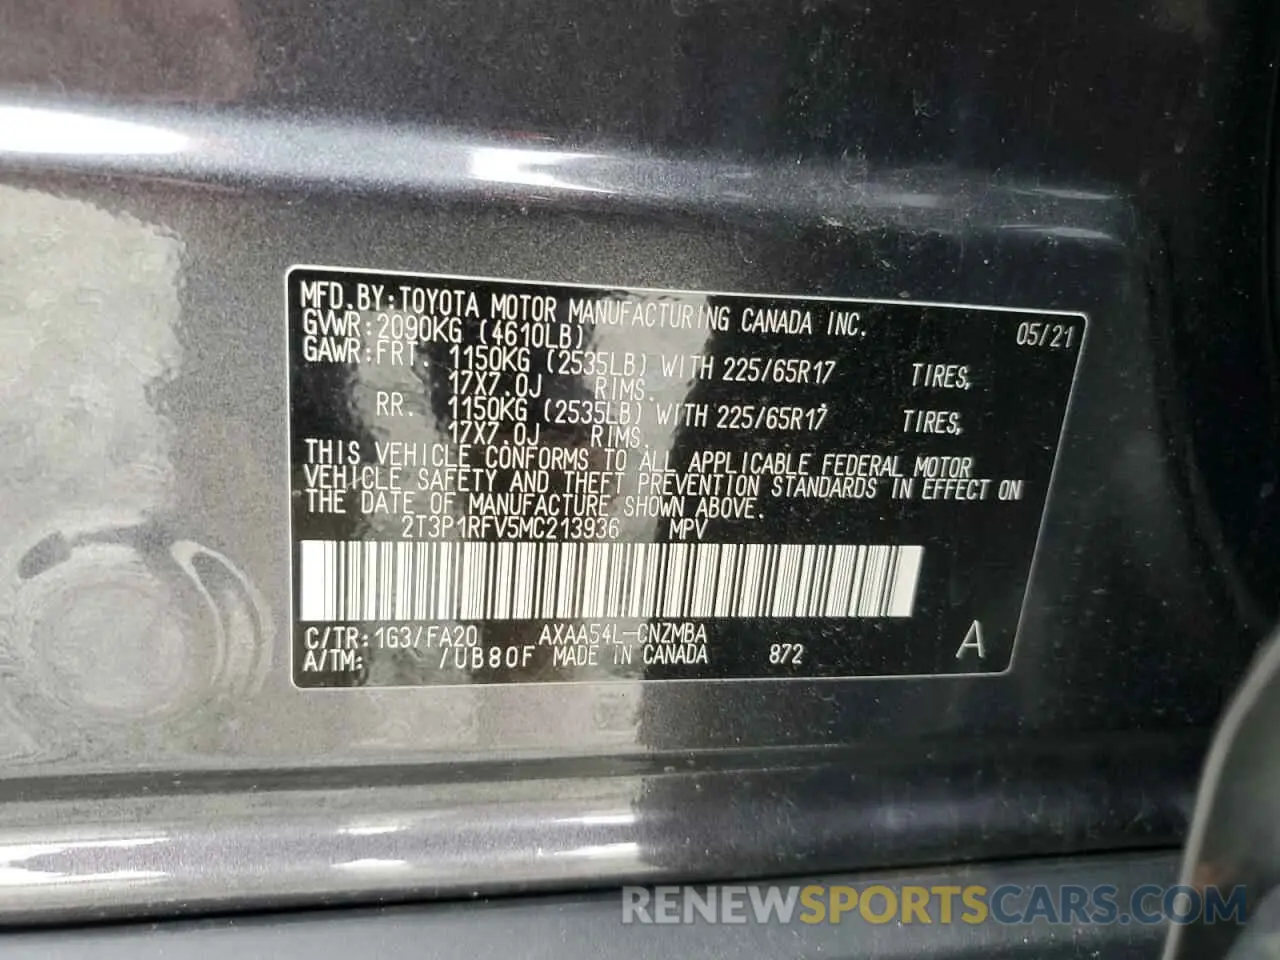 MFD.BY:TOYOTA MOTOR MANUFACTURING CANADA INC. 05/21
GVWR:2090KG (4610LB)
GAWR:FRT. 1150KG (2535LB) WITH 225/65R17 TIRES,
17X7.0J RIMS.
RR. 1150KG (2535LB) WITH 225/65R17 TIRES,
17X7.0J RIMS.
THIS VEHICLE CONFORMS TO ALL APPLICABLE FEDERAL MOTOR
VEHICLE SAFETY AND THEFT PREVENTION STANDARDS IN EFFECT ON
THE DATE OF MANUFACTURE SHOWN ABOVE.
2T3P1RFV5MC213936 MPV
C/TR:1G3/FA20 AXAA54L-CNZMBA
A/TM: /UB80F MADE IN CANADA 872 A
RENEWSPORTSCARS.COM